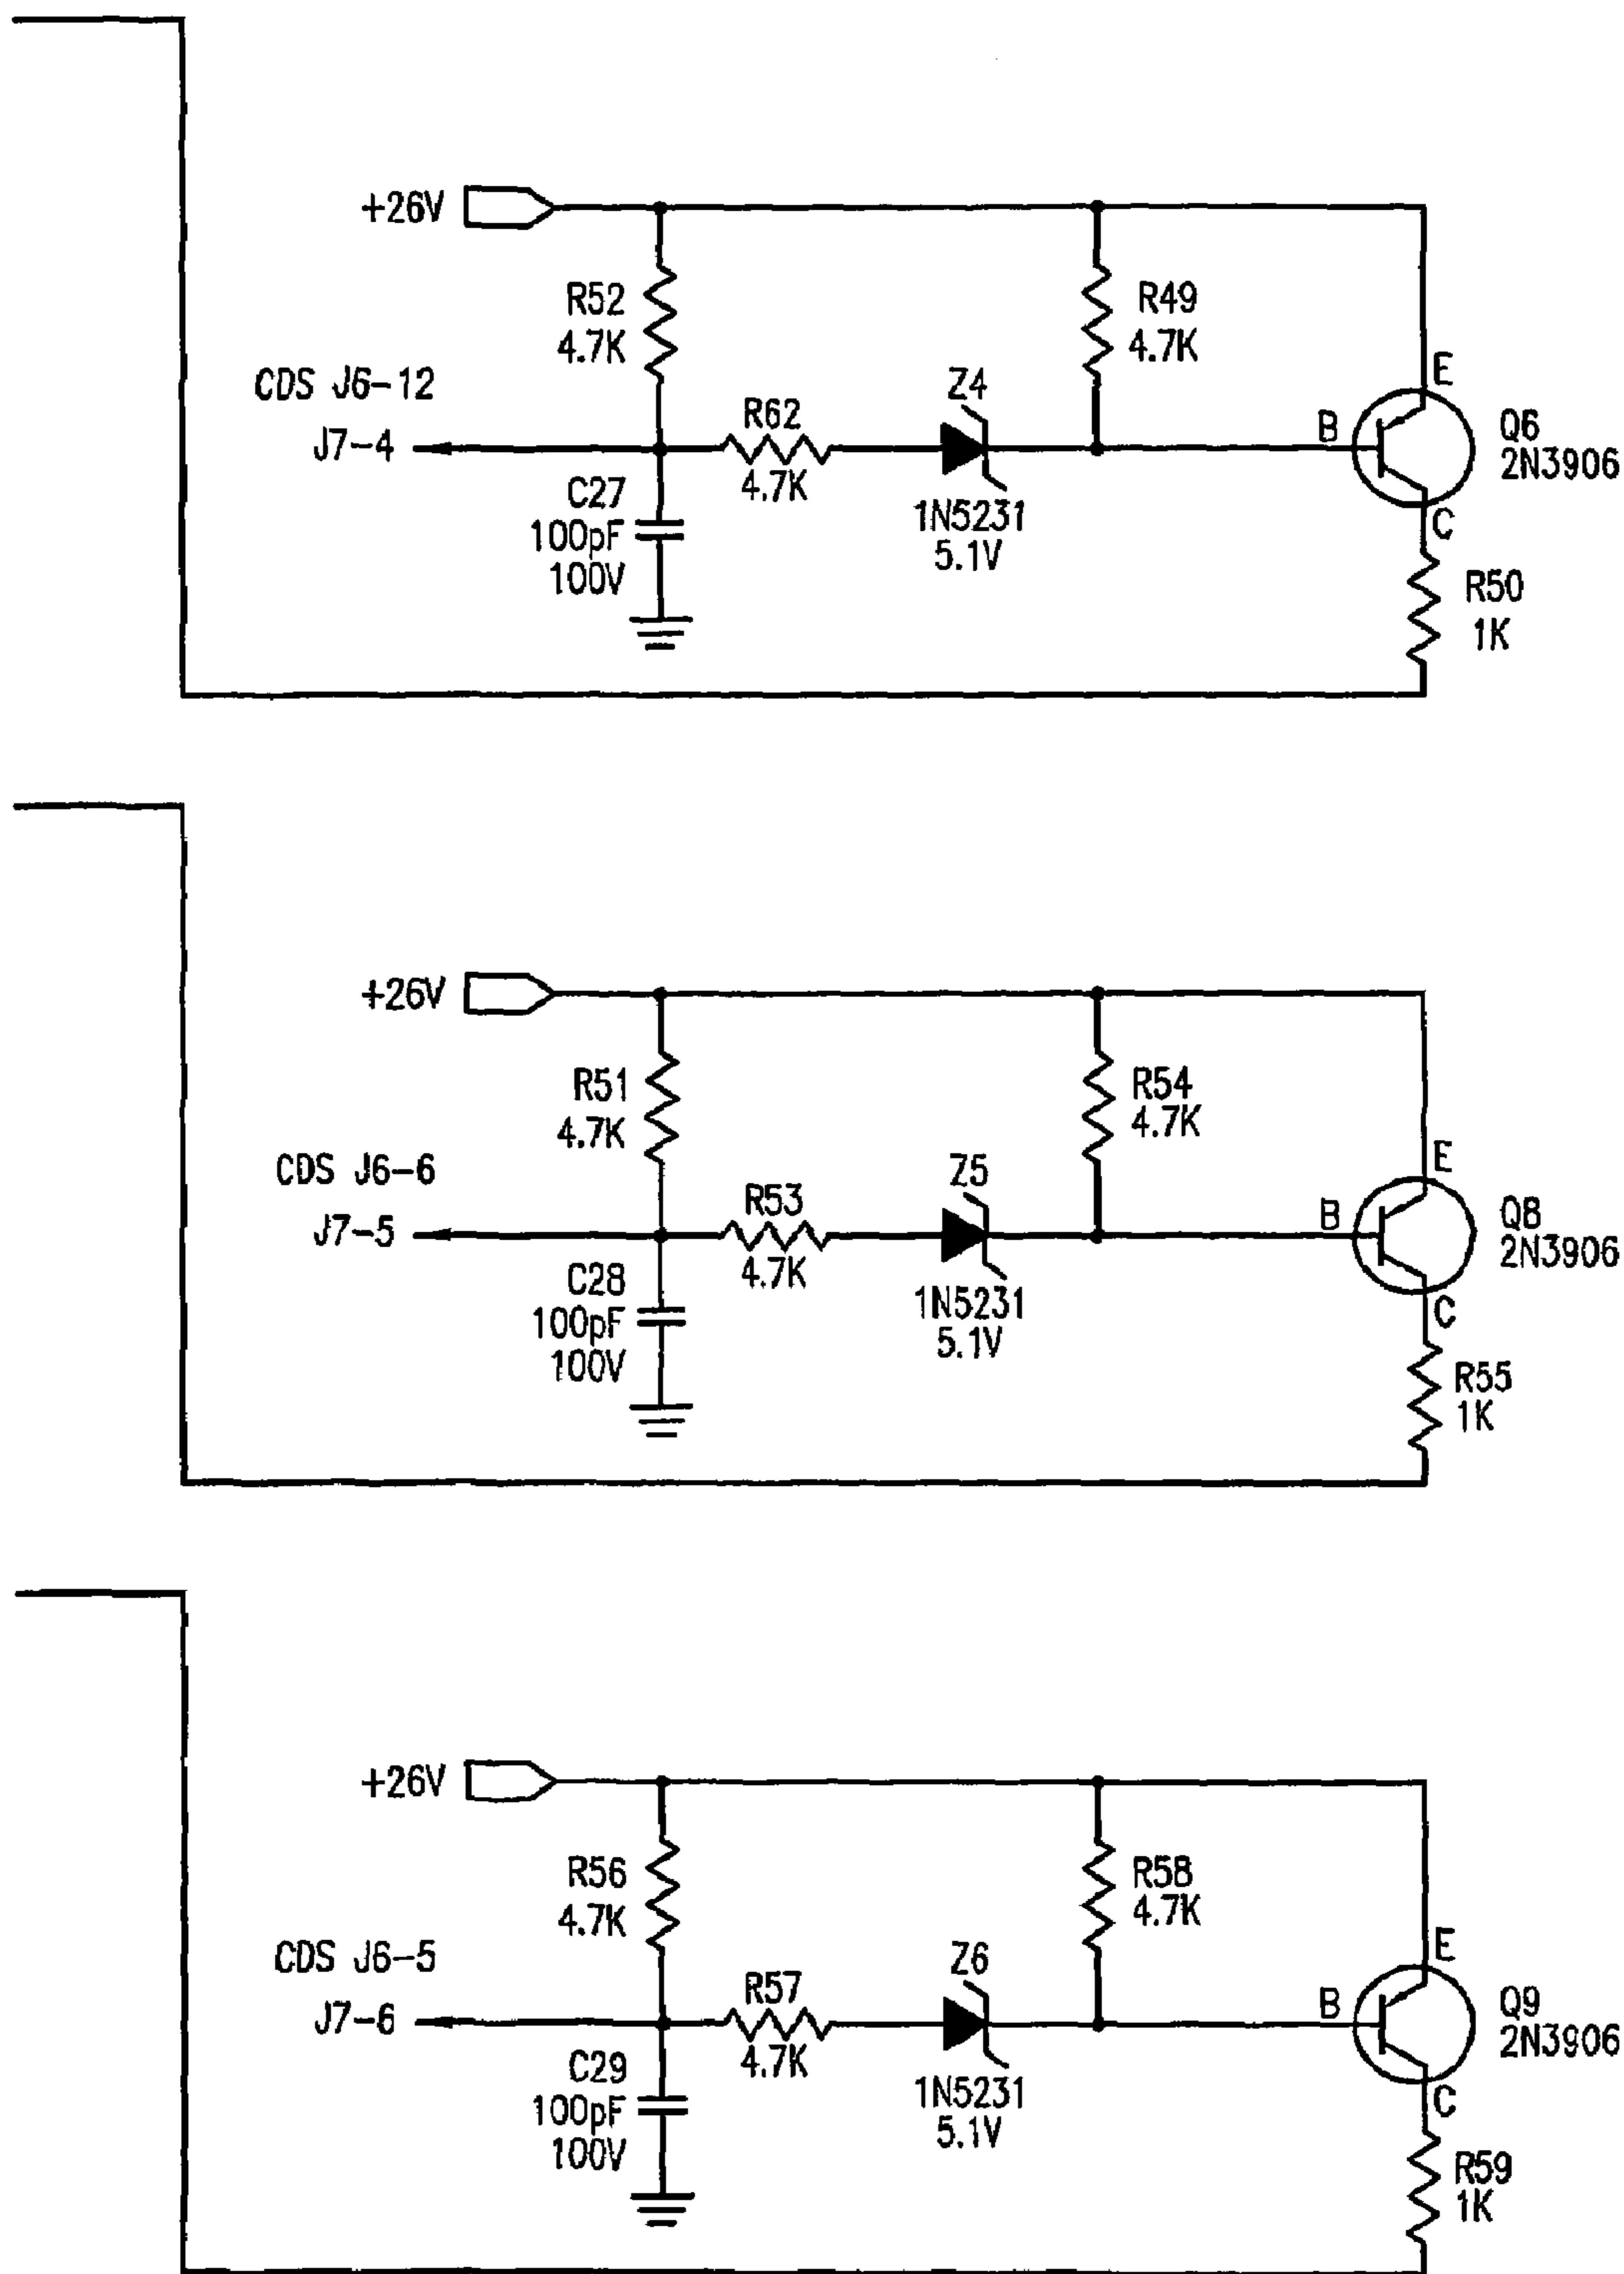 +26V
R52
4.7K
R49
4.7K
CDS J6-12
J7-4
R62
4.7K
Z4
1N5231
5.1V
C27
100pF
100V
E
B
C
Q6
2N3906
R50
1K
+26V
R51
4.7K
R54
4.7K
CDS J6-6
J7-5
R53
4.7K
Z5
1N5231
5.1V
C28
100pF
100V
E
B
C
Q8
2N3906
R55
1K
+26V
R56
4.7K
R58
4.7K
CDS J6-5
J7-6
R57
4.7K
Z6
1N5231
5.1V
C29
100pF
100V
E
B
C
Q9
2N3906
R59
1K